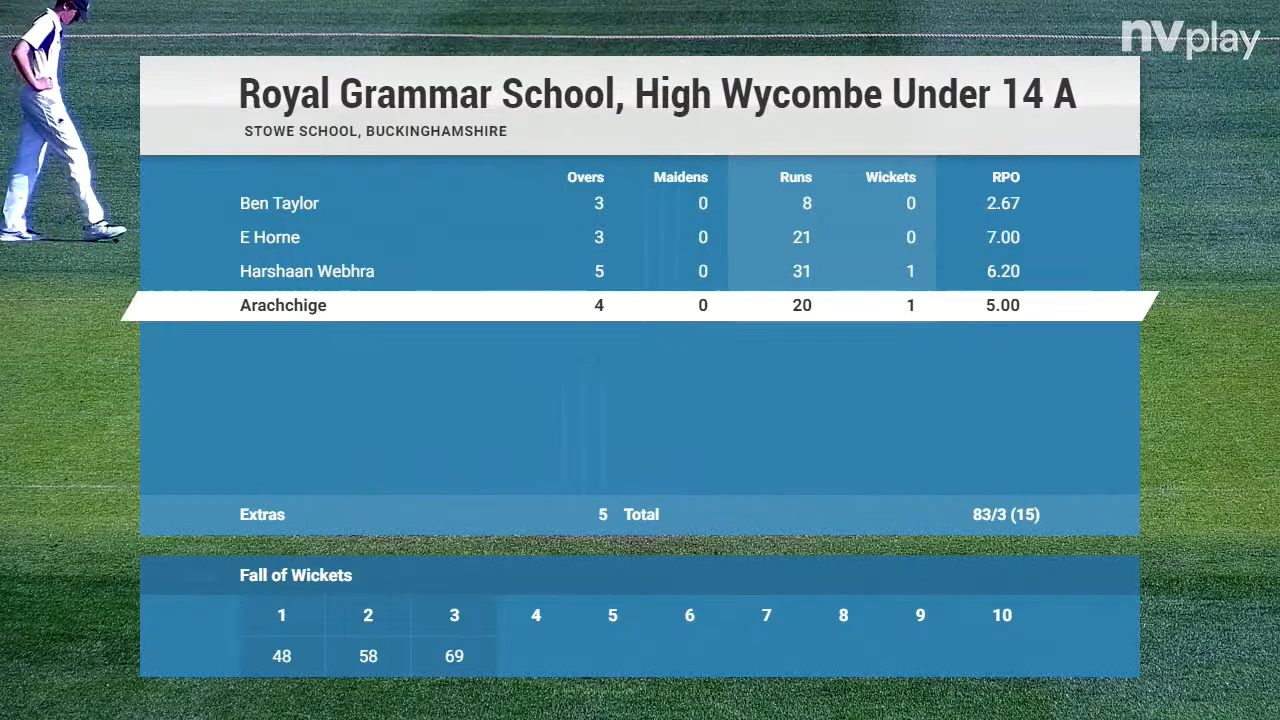 nvplay
Royal Grammar School, High Wycombe Under 14 A
STOWE SCHOOL, BUCKINGHAMSHIRE
Overs Maidens Runs Wickets RPO
Ben Taylor 3 0 8 0 2.67
E Horne 3 0 21 0 7.00
Harshaan Webhra 5 0 31 1 6.20
Arachchige 4 0 20 1 5.00
Extras 5 Total 83/3 (15)
Fall of Wickets
1 2 3 4 5 6 7 8 9 10
48 58 69